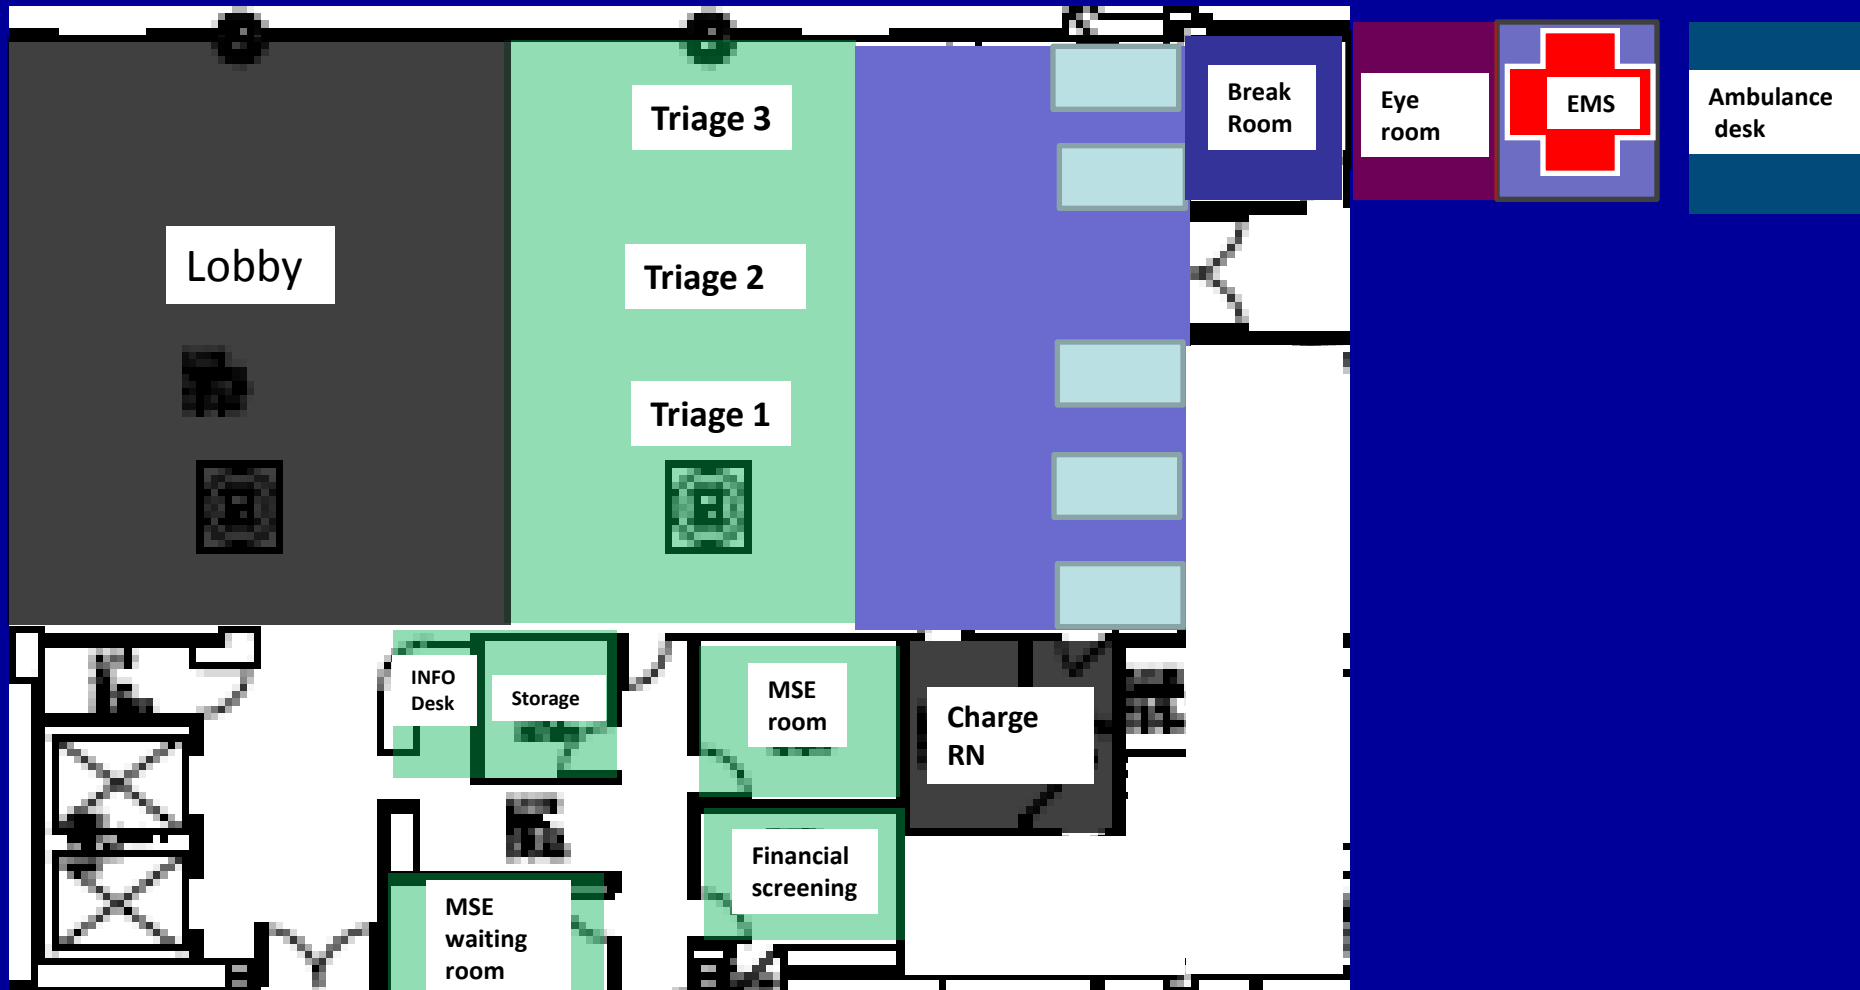 Triage 3
Break
Room
Eye
room
EMS
Ambulance
desk
Lobby
Triage 2
Triage 1
INFO
Desk
Storage
MSE
room
Charge
RN
Financial
screening
MSE
waiting
room